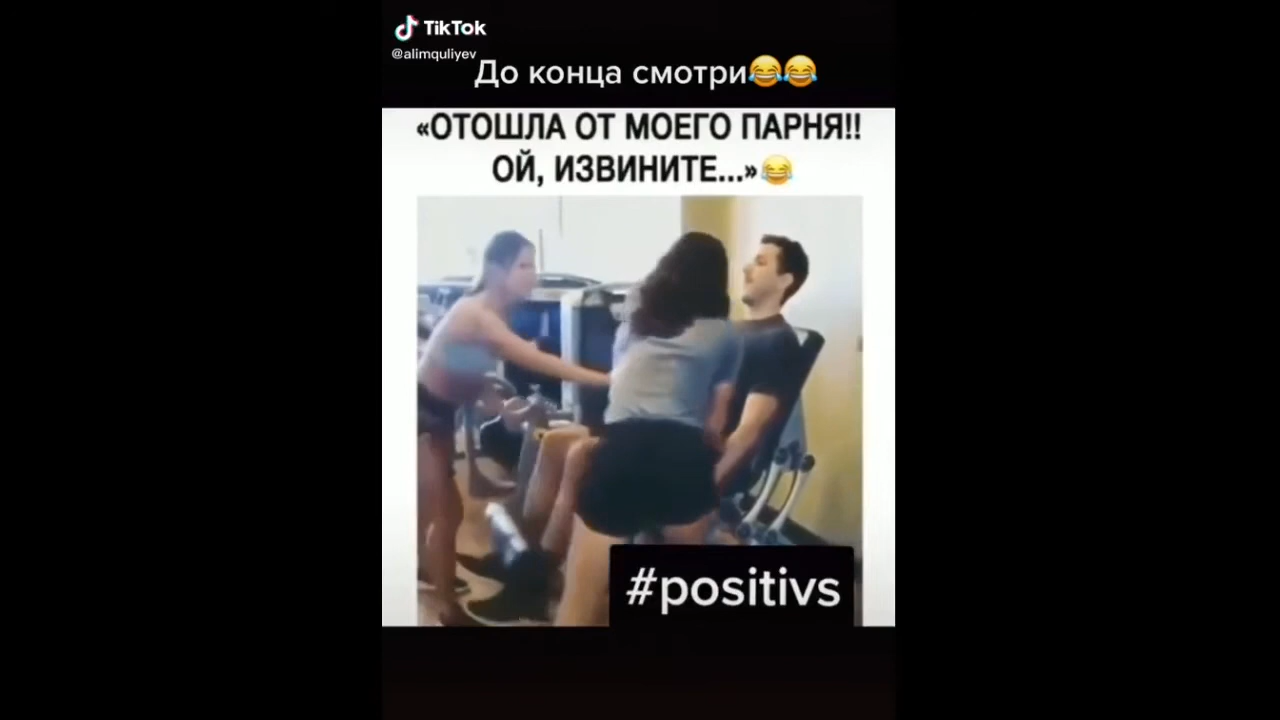 TikTok
@alimquliyev
До конца смотри😂😂
«ОТОШЛА ОТ МОЕГО ПАРНЯ!!
ОЙ, ИЗВИНИТЕ...»😂
#positivs